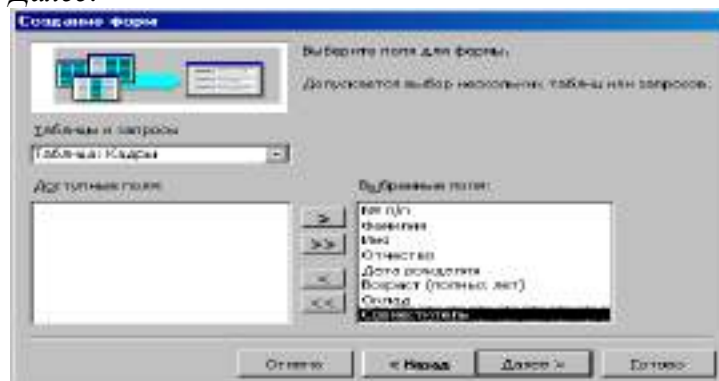 Далее.
Создание форм
Выберите поля для формы.
Допускается выбор нескольких таблиц или запросов.
Таблицы и запросы
Таблица: Кадры
Доступные поля:
Выбранные поля:
№ п/п
Фамилия
Имя
Отчество
Дата рождения
Возраст (полных лет)
Оклад
Совместитель
>
>>
<
<<
Отмена
< Назад
Далее >
Готово